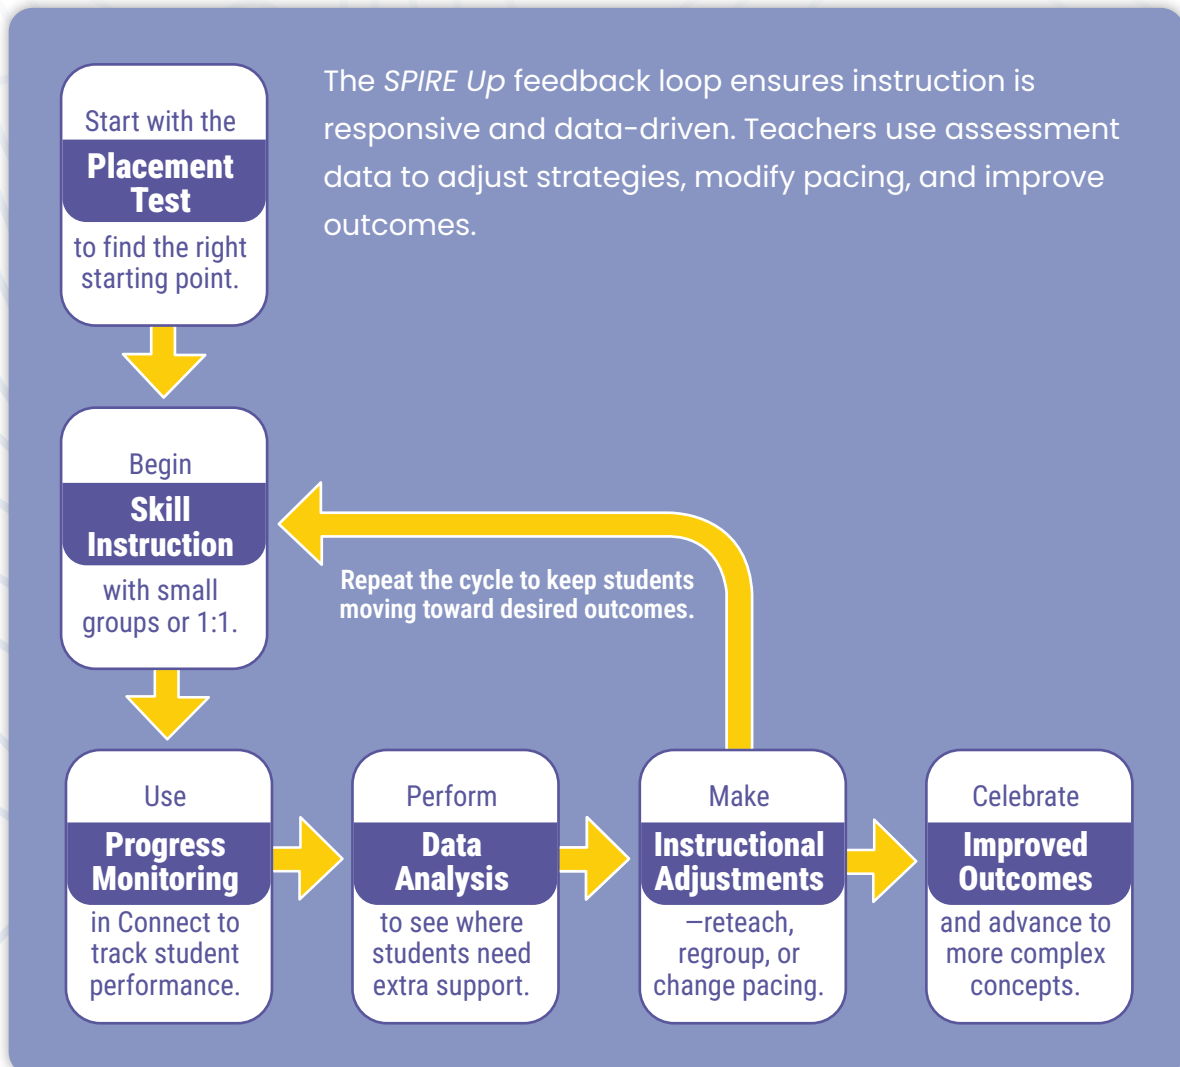 The SPIRE Up feedback loop ensures instruction is
responsive and data-driven. Teachers use assessment
data to adjust strategies, modify pacing, and improve
outcomes.
Start with the
Placement
Test
to find the right
starting point.
Begin
Skill
Instruction
with small
groups or 1:1.
Repeat the cycle to keep students
moving toward desired outcomes.
Use
Progress
Monitoring
in Connect to
track student
performance.
Perform
Data
Analysis
to see where
students need
extra support.
Make
Instructional
Adjustments
—reteach,
regroup, or
change pacing.
Celebrate
Improved
Outcomes
and advance to
more complex
concepts.